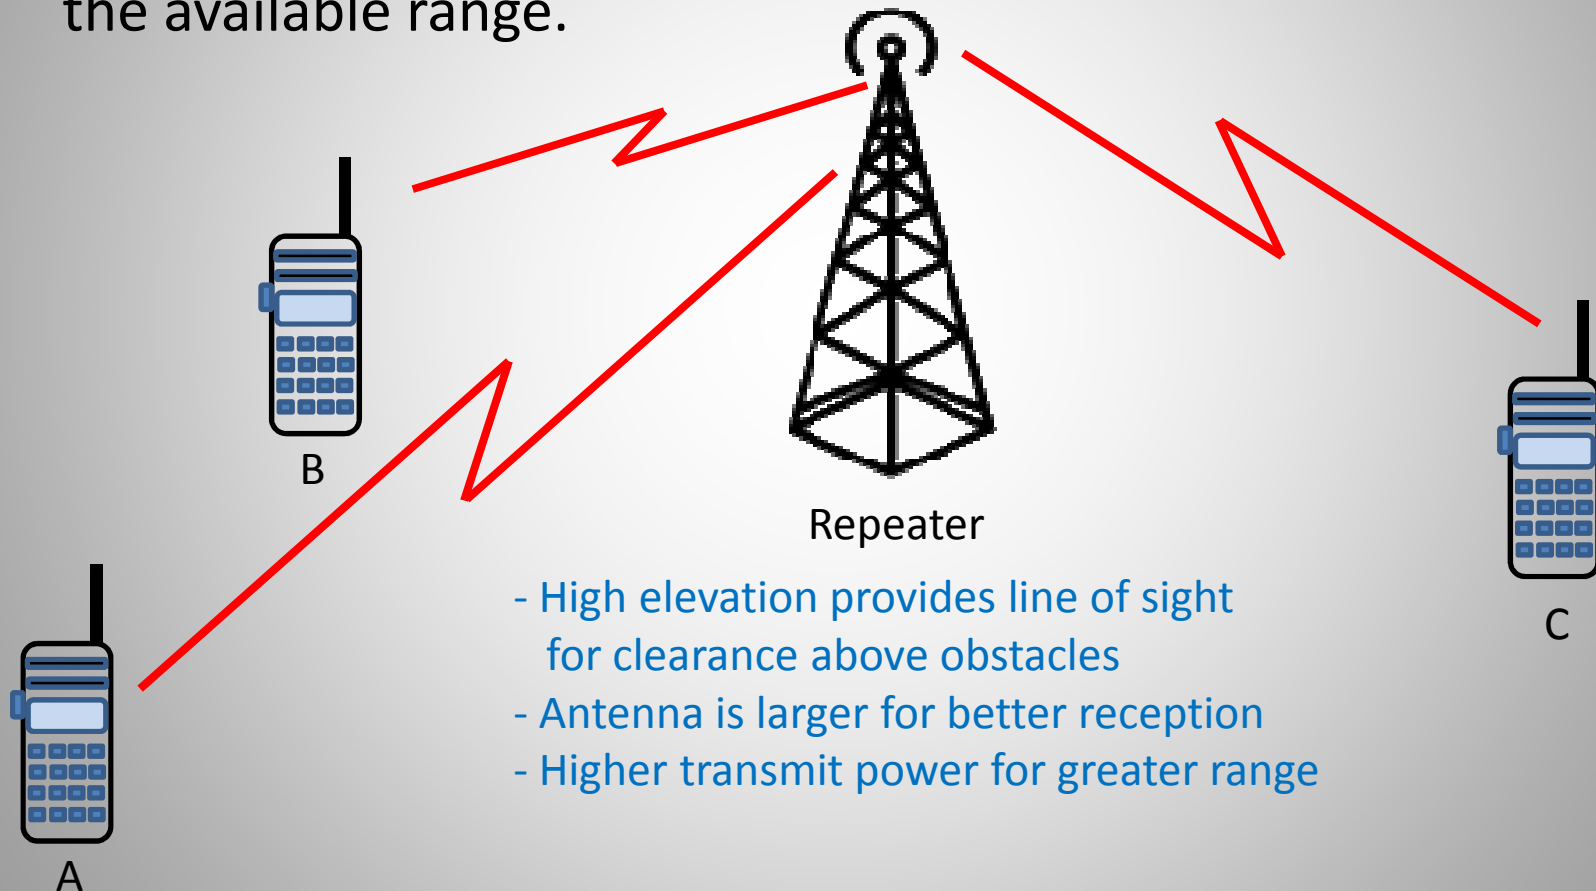 the available range.
B
Repeater
- High elevation provides line of sight
for clearance above obstacles
C
- Antenna is larger for better reception
- Higher transmit power for greater range
A